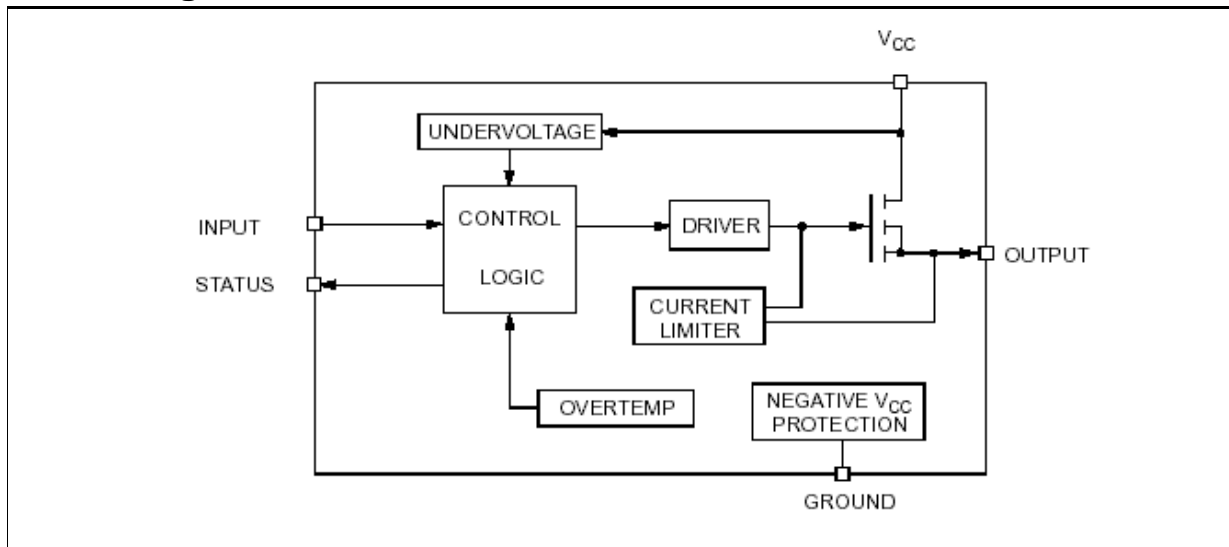 VCC
UNDERVOLTAGE
INPUT
CONTROL
LOGIC
DRIVER
OUTPUT
STATUS
CURRENT
LIMITER
OVERTEMP
NEGATIVE VCC
PROTECTION
GROUND